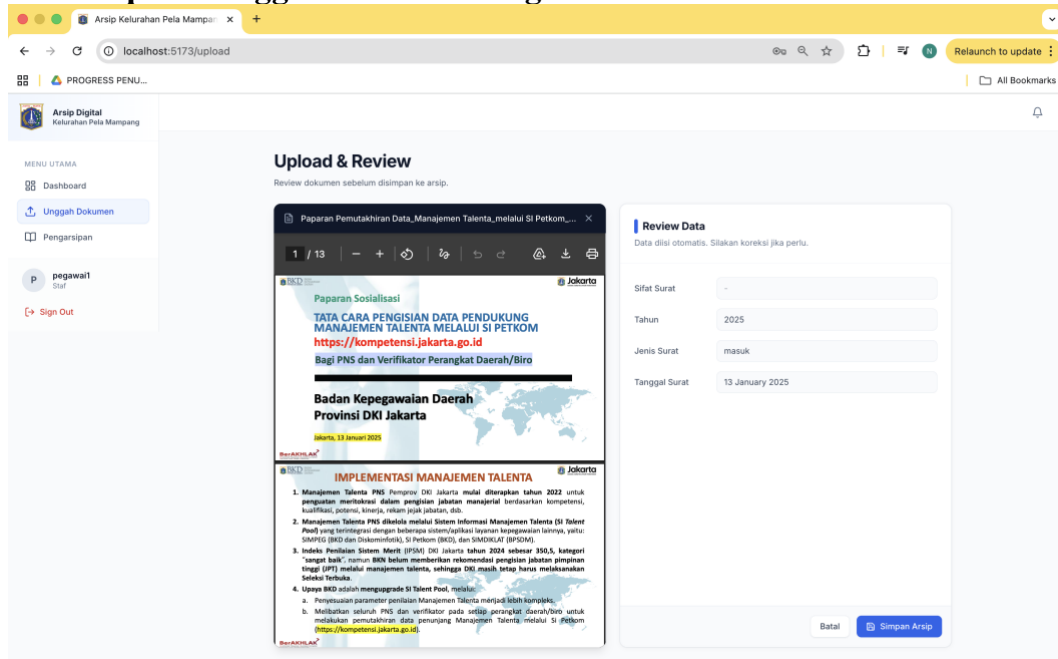 Arsip Kelurahan Pela Mampan
localhost:5173/upload
N
Relaunch to update
PROGRESS PENU...
All Bookmarks
Arsip Digital
Kelurahan Pela Mampang
MENU UTAMA
Dashboard
Unggah Dokumen
Pengarsipan
P
pegawai1
Staf
Sign Out
Upload & Review
Review dokumen sebelum disimpan ke arsip.
Paparan Pemutakhiran Data_Manajemen Talenta_melalui SI Petkom_...
1 / 13
BKD
Jakarta
Paparan Sosialisasi
TATA CARA PENGISIAN DATA PENDUKUNG
MANAJEMEN TALENTA MELALUI SI PETKOM
https://kompetensi.jakarta.go.id
Bagi PNS dan Verifikator Perangkat Daerah/Biro
Badan Kepegawaian Daerah
Provinsi DKI Jakarta
Jakarta, 13 Januari 2025
BerAKHLAK
BKD
Jakarta
IMPLEMENTASI MANAJEMEN TALENTA
1. Manajemen Talenta PNS Pemprov DKI Jakarta mulai diterapkan tahun 2022 untuk
penguatan meritokrasi dalam pengisian jabatan manajerial berdasarkan kompetensi,
kualifikasi, potensi, kinerja, rekam jejak jabatan, dsb.
2. Manajemen Talenta PNS dikelola melalui Sistem Informasi Manajemen Talenta (SI Talent
Pool) yang terintegrasi dengan beberapa sistem/aplikasi layanan kepegawaian lainnya, yaitu:
SIMPEG (BKD dan Diskominfotik), SI Petkom (BKD), dan SIMDIKLAT (BPSDM).
3. Indeks Penilaian Sistem Merit (IPSM) DKI Jakarta tahun 2024 sebesar 350,5, kategori
"sangat baik", namun BKN belum memberikan rekomendasi pengisian jabatan pimpinan
tinggi (JPT) melalui manajemen talenta, sehingga DKI masih tetap harus melaksanakan
Seleksi Terbuka.
4. Upaya BKD adalah mengupgrade SI Talent Pool, melalui:
a. Penyesuaian parameter penilaian Manajemen Talenta menjadi lebih kompleks.
b. Melibatkan seluruh PNS dan verifikator pada setiap perangkat daerah/biro untuk
melakukan pemutakhiran data penunjang Manajemen Talenta melalui SI Petkom
(https://kompetensi.jakarta.go.id).
BerAKHLAK
Review Data
Data diisi otomatis. Silakan koreksi jika perlu.
Sifat Surat
-
Tahun
2025
Jenis Surat
masuk
Tanggal Surat
13 January 2025
Batal
Simpan Arsip